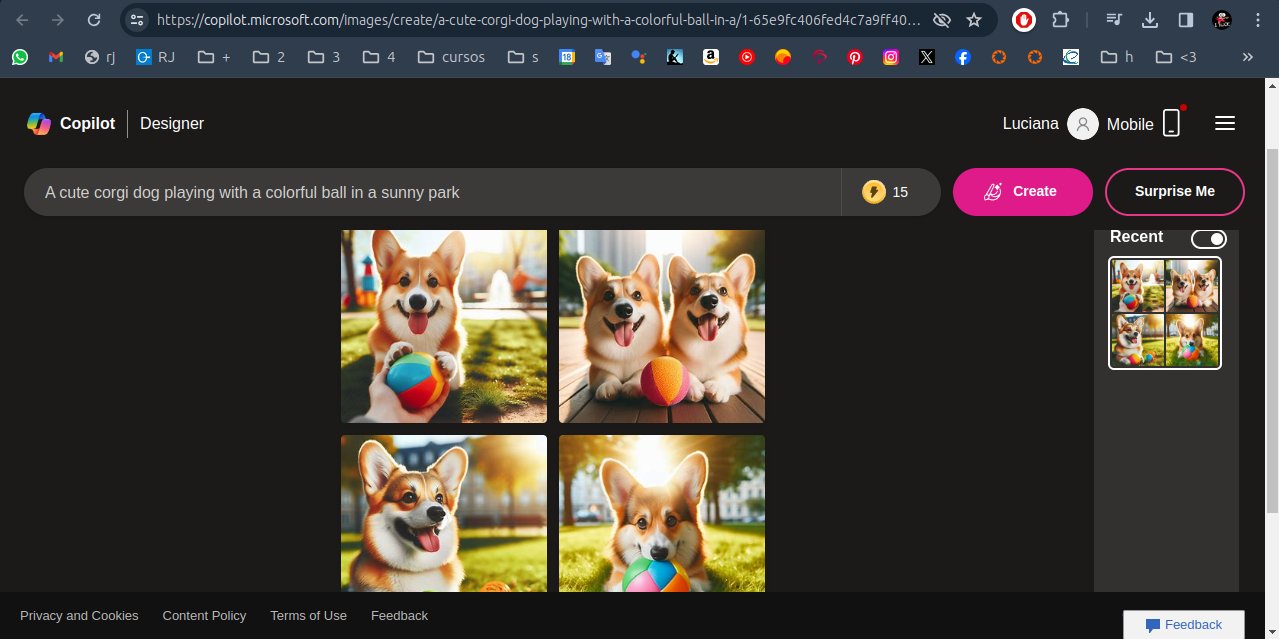 https://copilot.microsoft.com/images/create/a-cute-corgi-dog-playing-with-a-colorful-ball-in-a/1-65e9fc406fed4c7a9ff40...
rj RJ + 2 3 4 cursos s h <3 »
Copilot Designer Luciana Mobile
A cute corgi dog playing with a colorful ball in a sunny park 15 Create Surprise Me
Recent
Privacy and Cookies Content Policy Terms of Use Feedback
Feedback